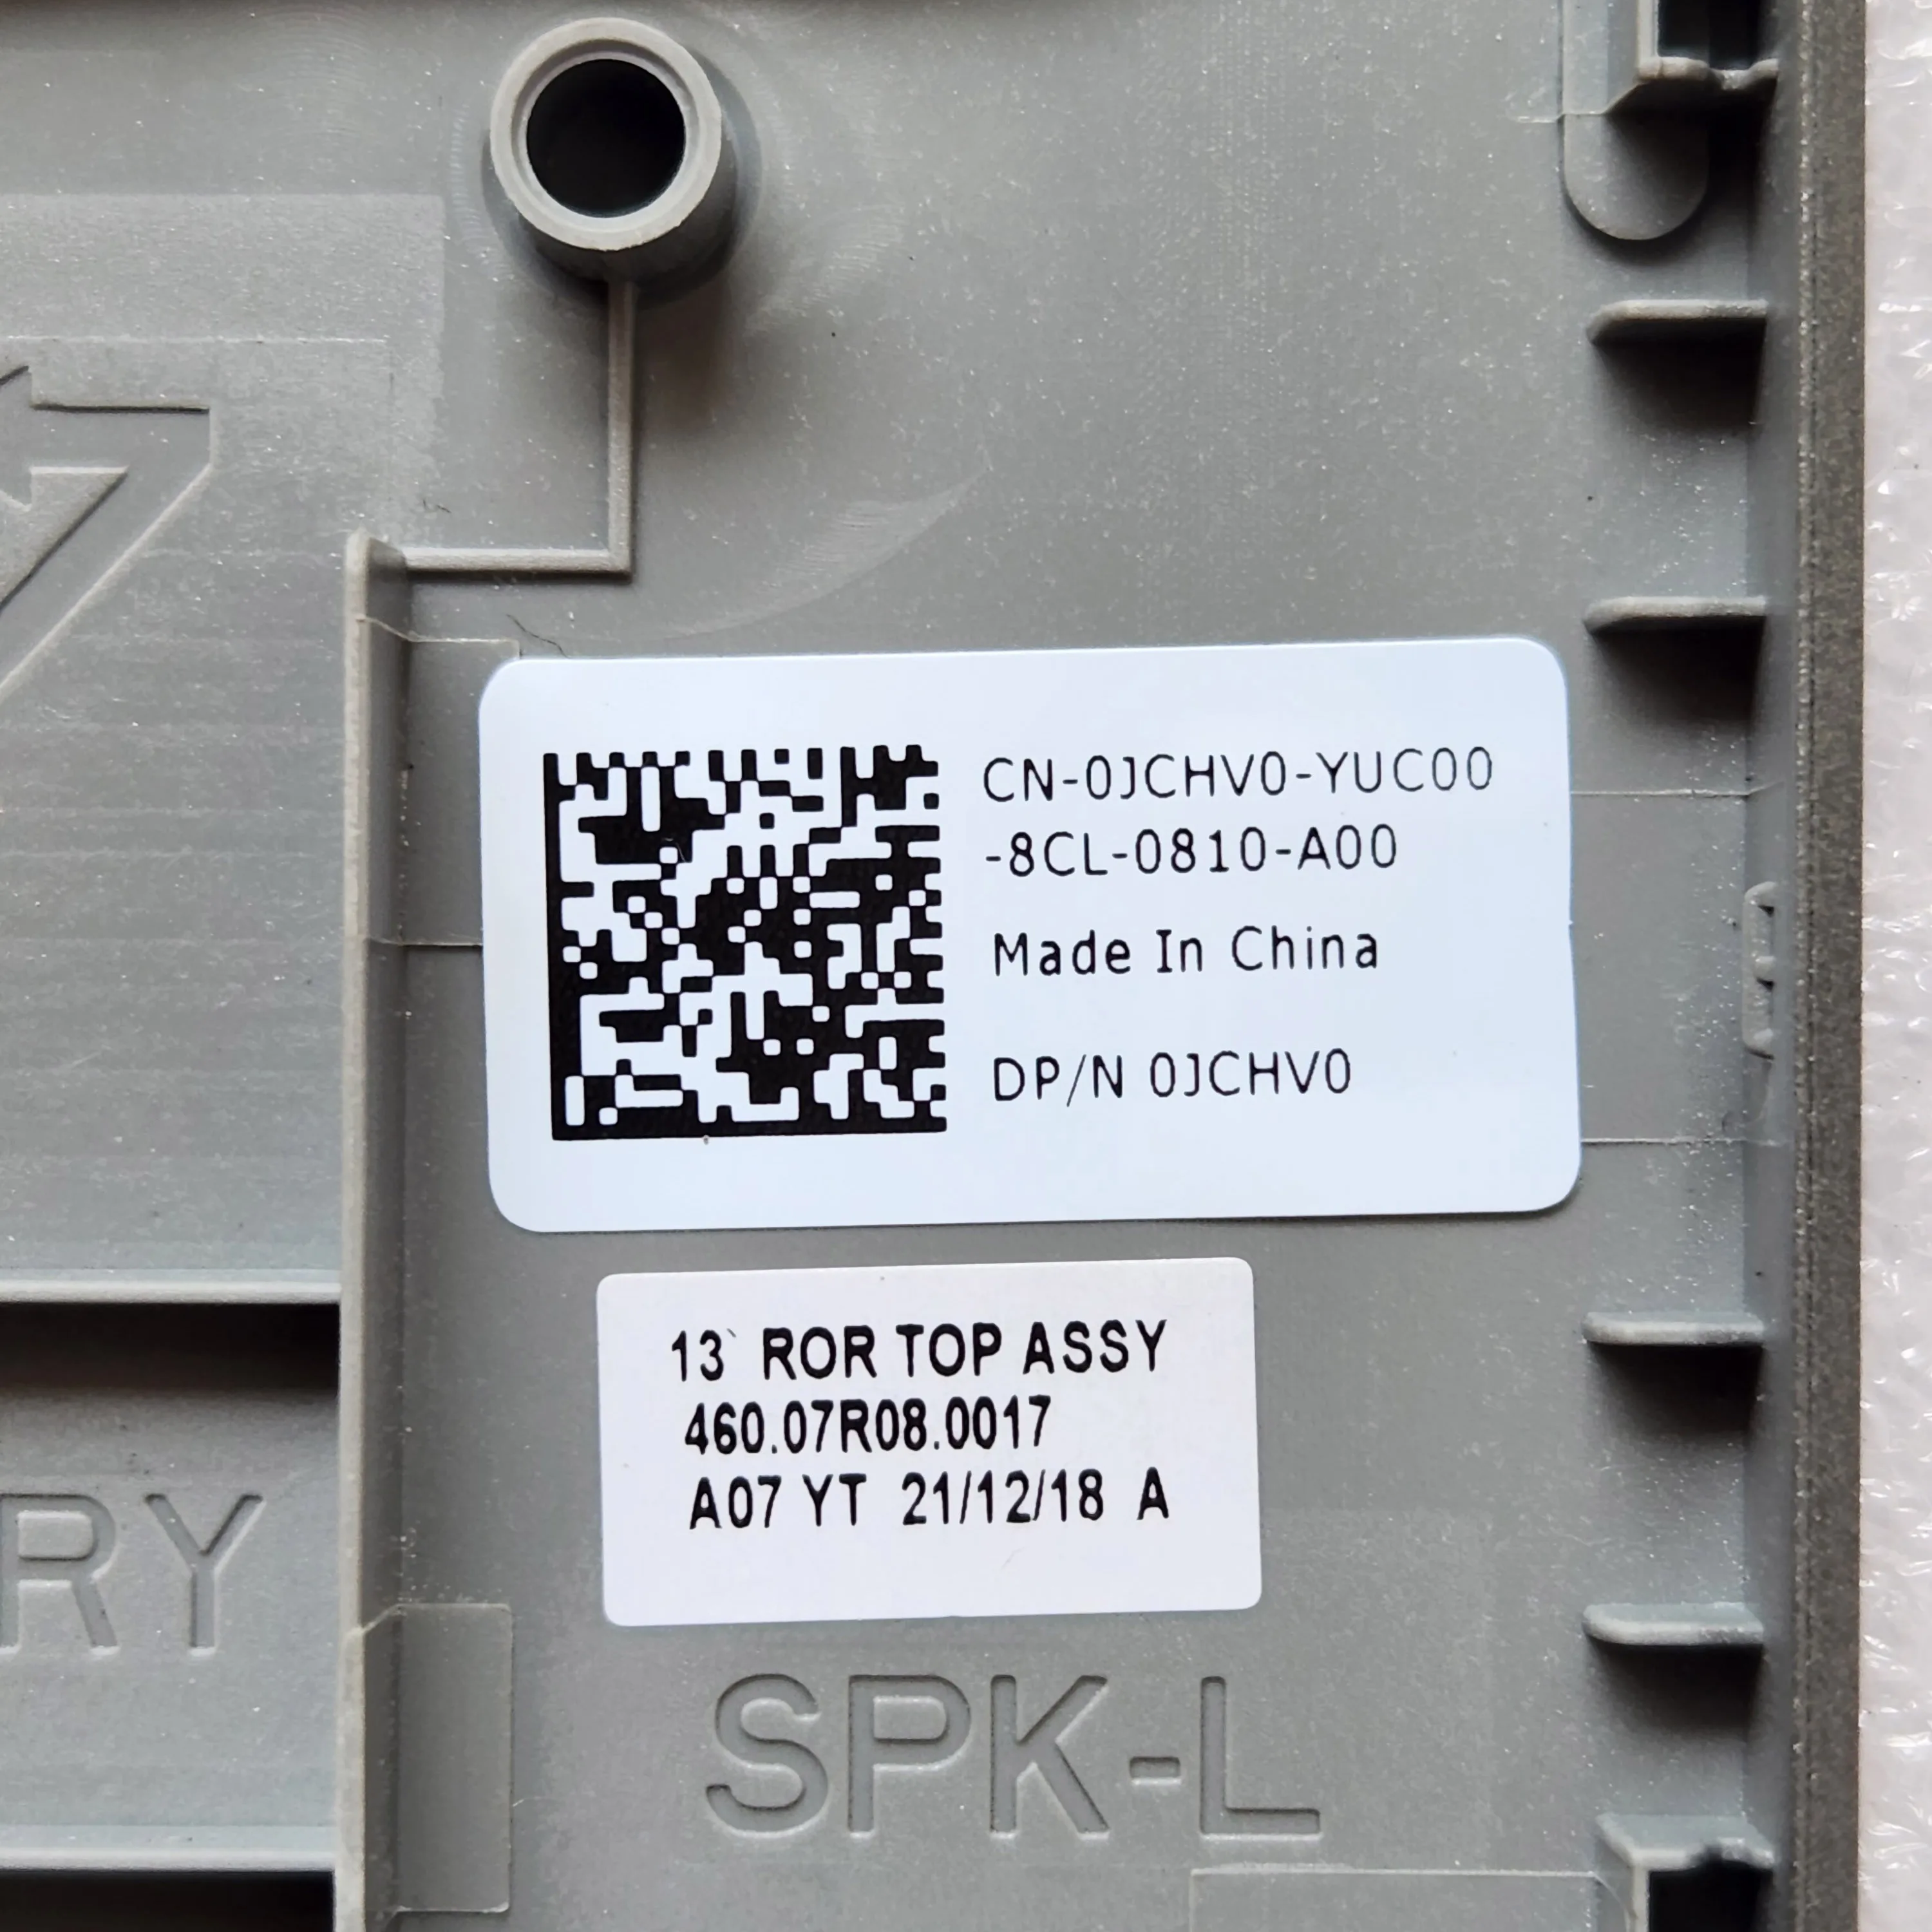 CN-0JCHV0-YUC00
-8CL-0810-A00
Made In China
DP/N 0JCHV0
13` ROR TOP ASSY
460.07R08.0017
A07 YT 21/12/18 A
RY
SPK-L